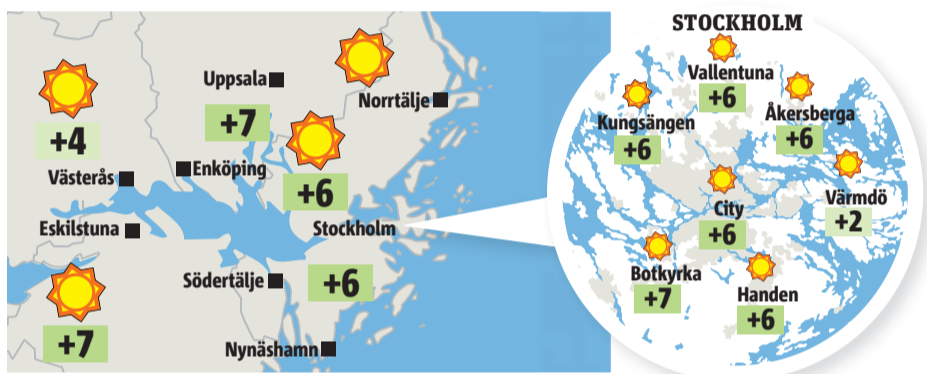 Uppsala
Norrtälje
+7
+4
Enköping
Västerås
+6
Eskilstuna
Stockholm
Södertälje
+6
+7
Nynäshamn
STOCKHOLM
Vallentuna
+6
Åkersberga
+6
Kungsängen
+6
Värmdö
+2
City
+6
Botkyrka
+7
Handen
+6